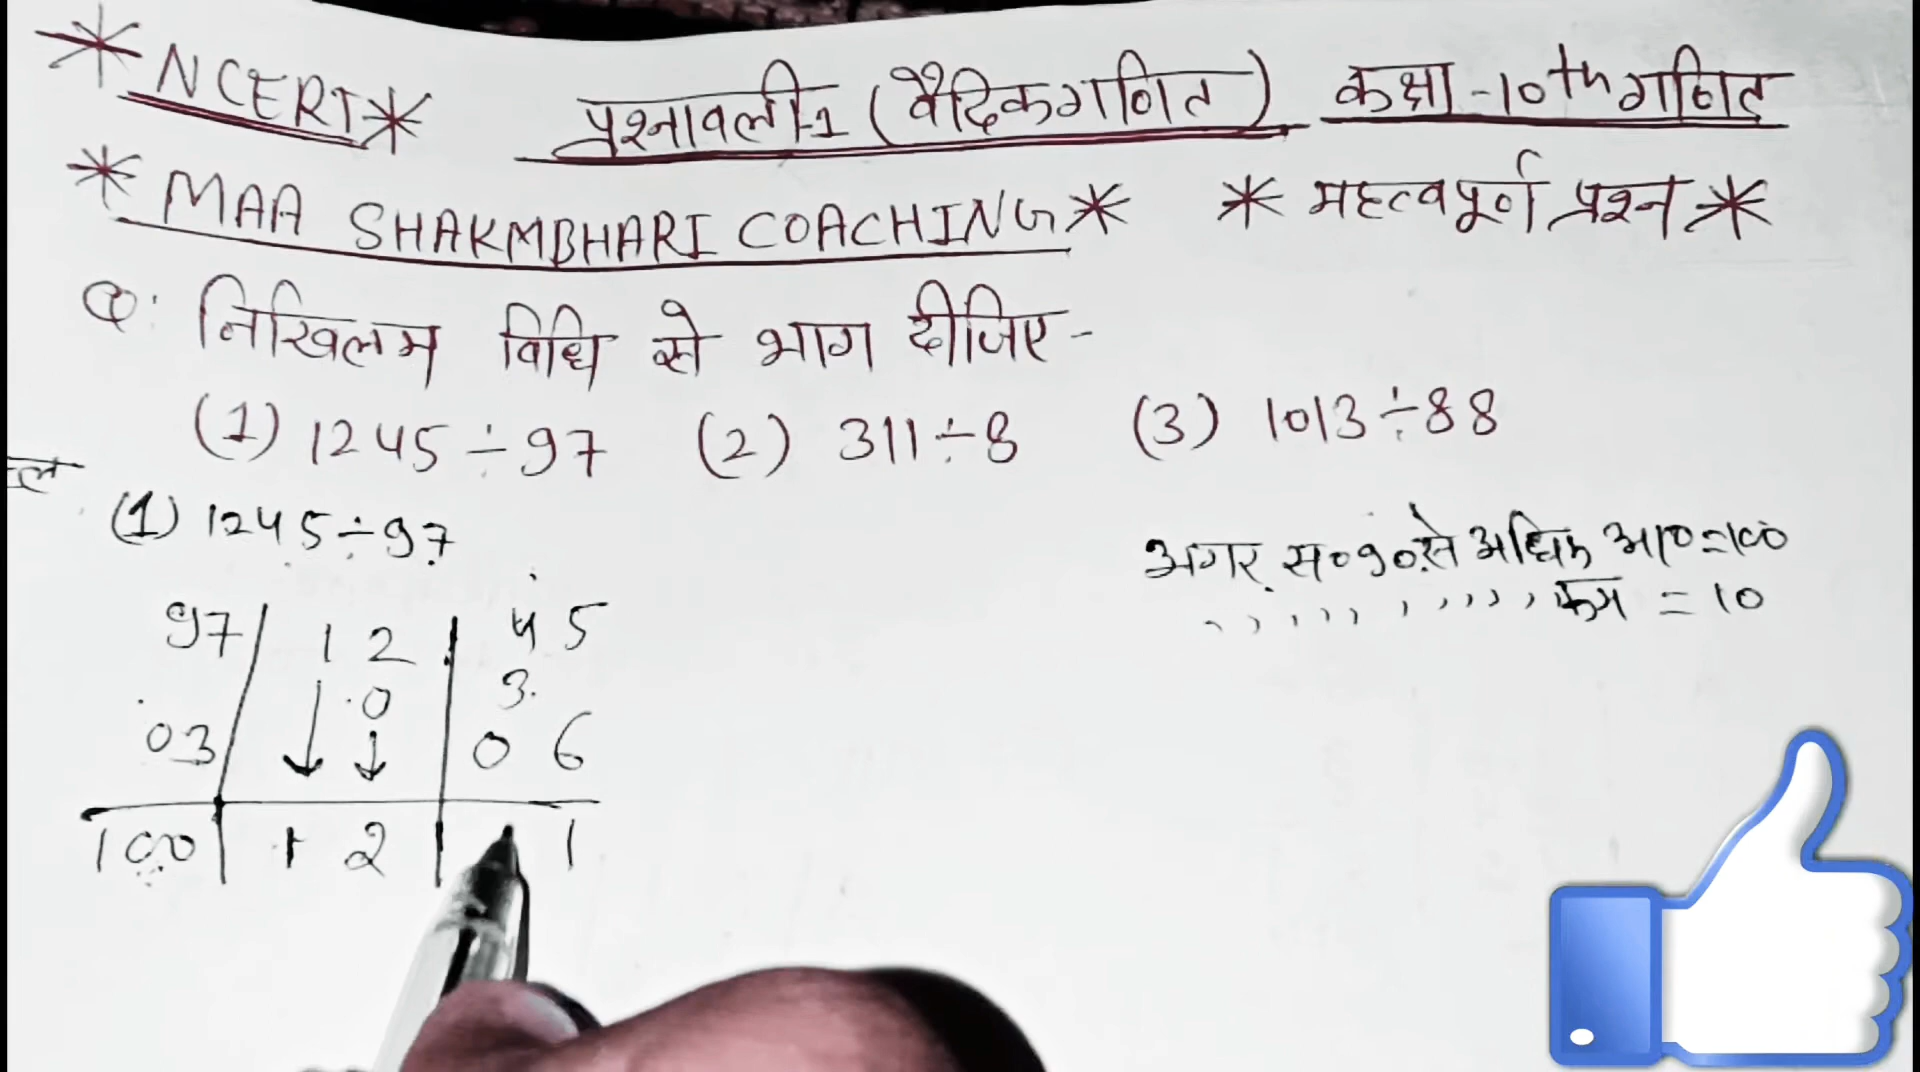 *NCERT* प्रश्नावली-1 (वैदिकगणित) कक्षा-10th गणित
*MAA SHAKMBHARI COACHING* *महत्वपूर्ण प्रश्न*
Q. निखिलम विधि से भाग दीजिए-
(1) 1245÷97 (2) 311÷8 (3) 1013÷88
(1) 1245÷97
अगर स०90से अधिक आ०=100
,, ,, ,, ,, ,, कम = 10
97 1 2 4 5
0 3
03 0 6
100 1 2 1